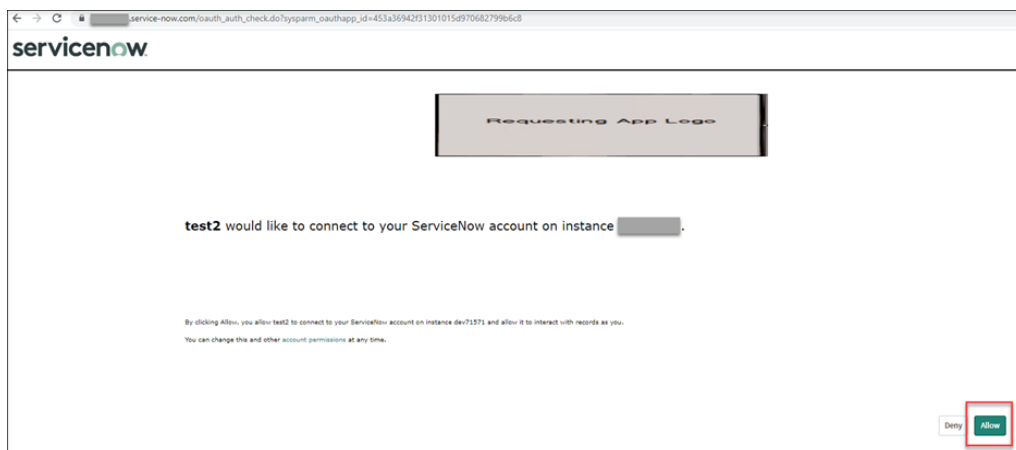 .service-now.com/oauth_auth_check.do?sysparm_oauthapp_id=453a36942f31301015d970682799b6c8
servicenow
Requesting App Logo
test2 would like to connect to your ServiceNow account on instance .
By clicking Allow, you allow test2 to connect to your ServiceNow account on instance dev71571 and allow it to interact with records as you.
You can change this and other account permissions at any time.
Deny Allow